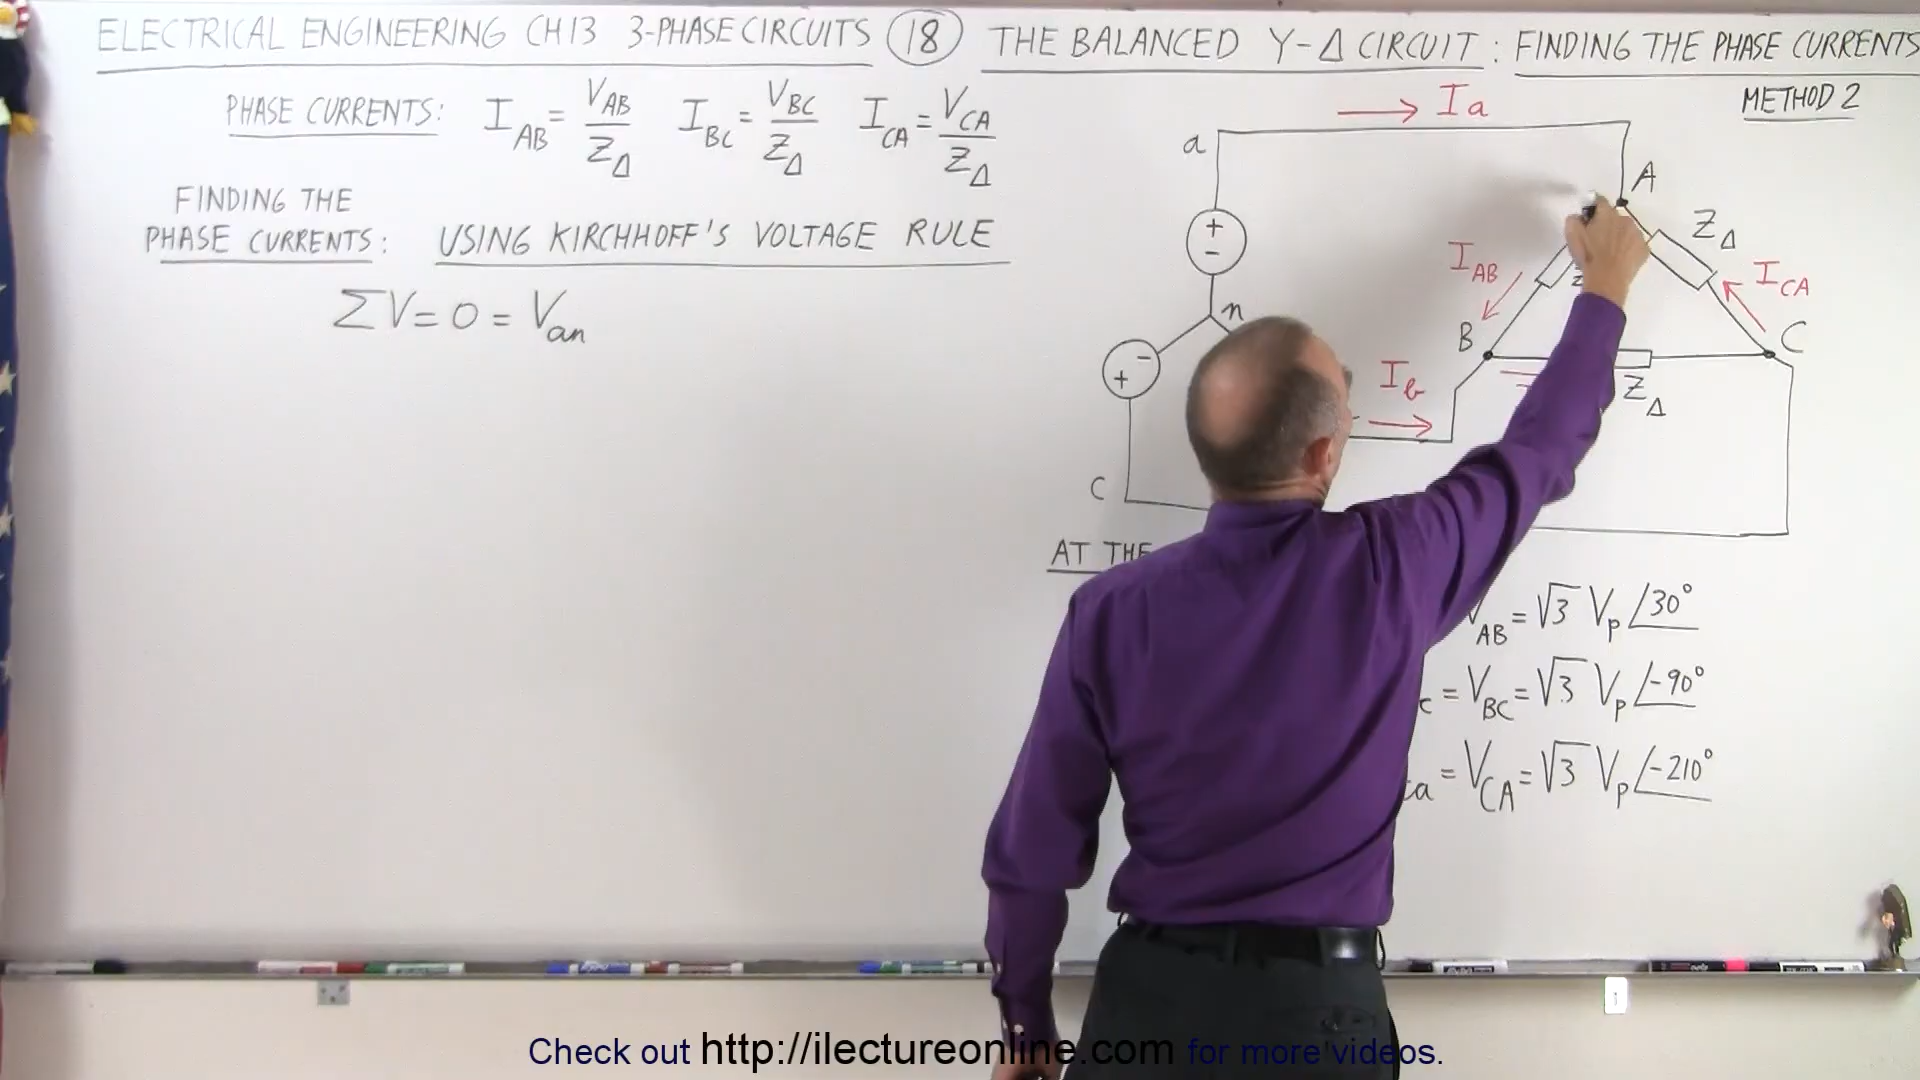 ELECTRICAL ENGINEERING CH13 3-PHASE CIRCUITS 18 THE BALANCED Y-Δ CIRCUIT : FINDING THE PHASE CURRENTS
METHOD 2
PHASE CURRENTS: I_AB = V_AB/Z_Δ I_BC = V_BC/Z_Δ I_CA = V_CA/Z_Δ
FINDING THE
PHASE CURRENTS: USING KIRCHHOFF'S VOLTAGE RULE
ΣV = 0 = V_an
I_a
a
A
Z_Δ
+
-
I_AB
I_CA
n
B
C
-
+
I_b
Z_Δ
c
AT THE
V_AB = √3 V_p ∠30°
c = V_BC = √3 V_p ∠-90°
ca = V_CA = √3 V_p ∠-210°
Check out http://ilectureonline.com for more videos.